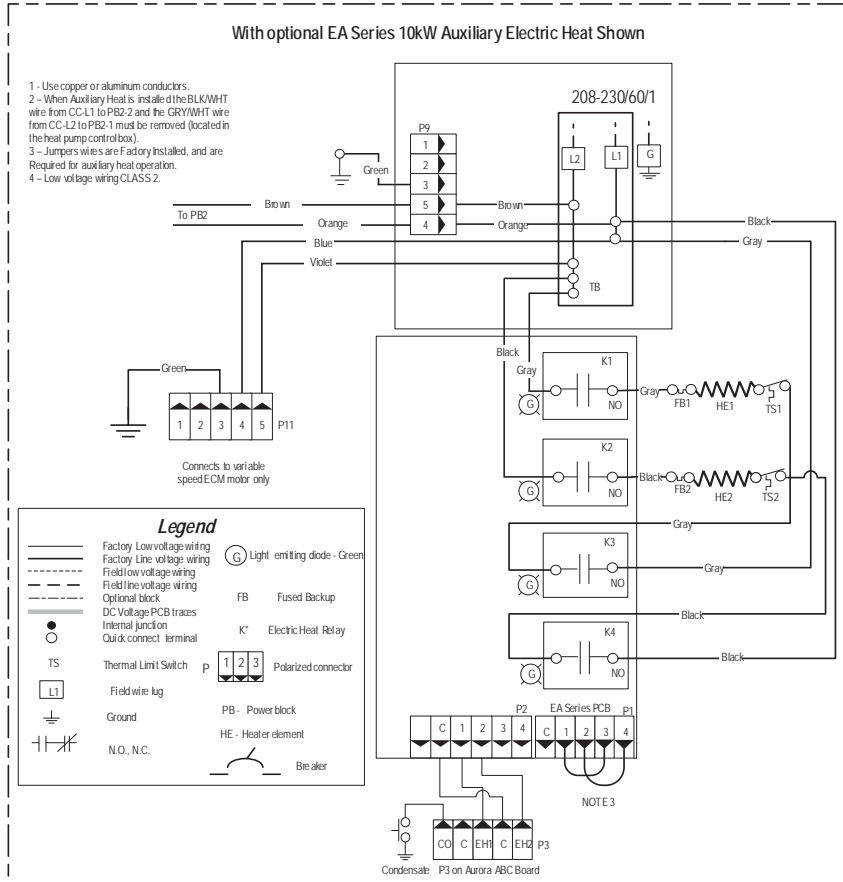 With optional EA Series 10kW Auxiliary Electric Heat Shown
1 - Use copper or aluminum conductors.
2 – When Auxiliary Heat is installed the BLK/WHT
wire from CC-L1 to PB2-2 and the GRY/WHT wire
from CC-L2 to PB2-1 must be removed (located in
the heat pump control box).
3 – Jumpers wires are Factory Installed, and are
Required for auxiliary heat operation.
4 – Low voltage wiring CLASS 2.
208-230/60/1
P9
1
2
3
5
4
L2
L1
G
Green
Brown
Brown
To PB2
Orange
Orange
Black
Blue
Gray
Violet
TB
Black
Gray
K1
G
NO
Gray
FB1
HE1
TS1
Green
1
2
3
4
5
P11
Connects to variable
speed ECM motor only
K2
G
NO
Black
FB2
HE2
TS2
Gray
K3
G
NO
Gray
Black
K4
G
NO
Black
Legend
Factory Low voltage wiring
Factory Line voltage wiring
Field low voltage wiring
Field line voltage wiring
Optional block
DC Voltage PCB traces
Internal junction
Quick connect terminal
TS
Thermal Limit Switch
L1
Field wire lug
Ground
N.O., N.C.
G
Light emitting diode - Green
FB
Fused Backup
K*
Electric Heat Relay
P
1
2
3
Polarized connector
PB - Power block
HE - Heater element
Breaker
P2
EA Series PCB
P1
C
1
2
3
4
C
1
2
3
4
NOTE 3
CO
C
EH1
C
EH2
P3
Condensate
P3 on Aurora ABC Board